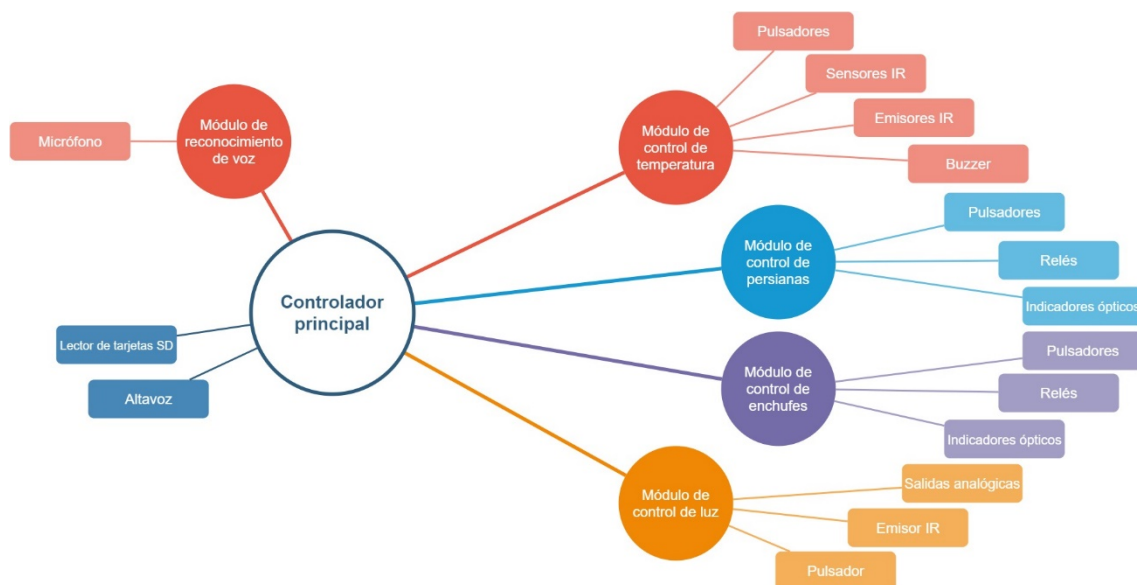 Pulsadores
Sensores IR
Emisores IR
Buzzer
Módulo de
control de
temperatura
Módulo de
reconocimiento
de voz
Micrófono
Pulsadores
Relés
Indicadores ópticos
Módulo de
control de
persianas
Controlador
principal
Lector de tarjetas SD
Altavoz
Módulo de
control de
enchufes
Pulsadores
Relés
Indicadores ópticos
Módulo de
control de luz
Salidas analógicas
Emisor IR
Pulsador